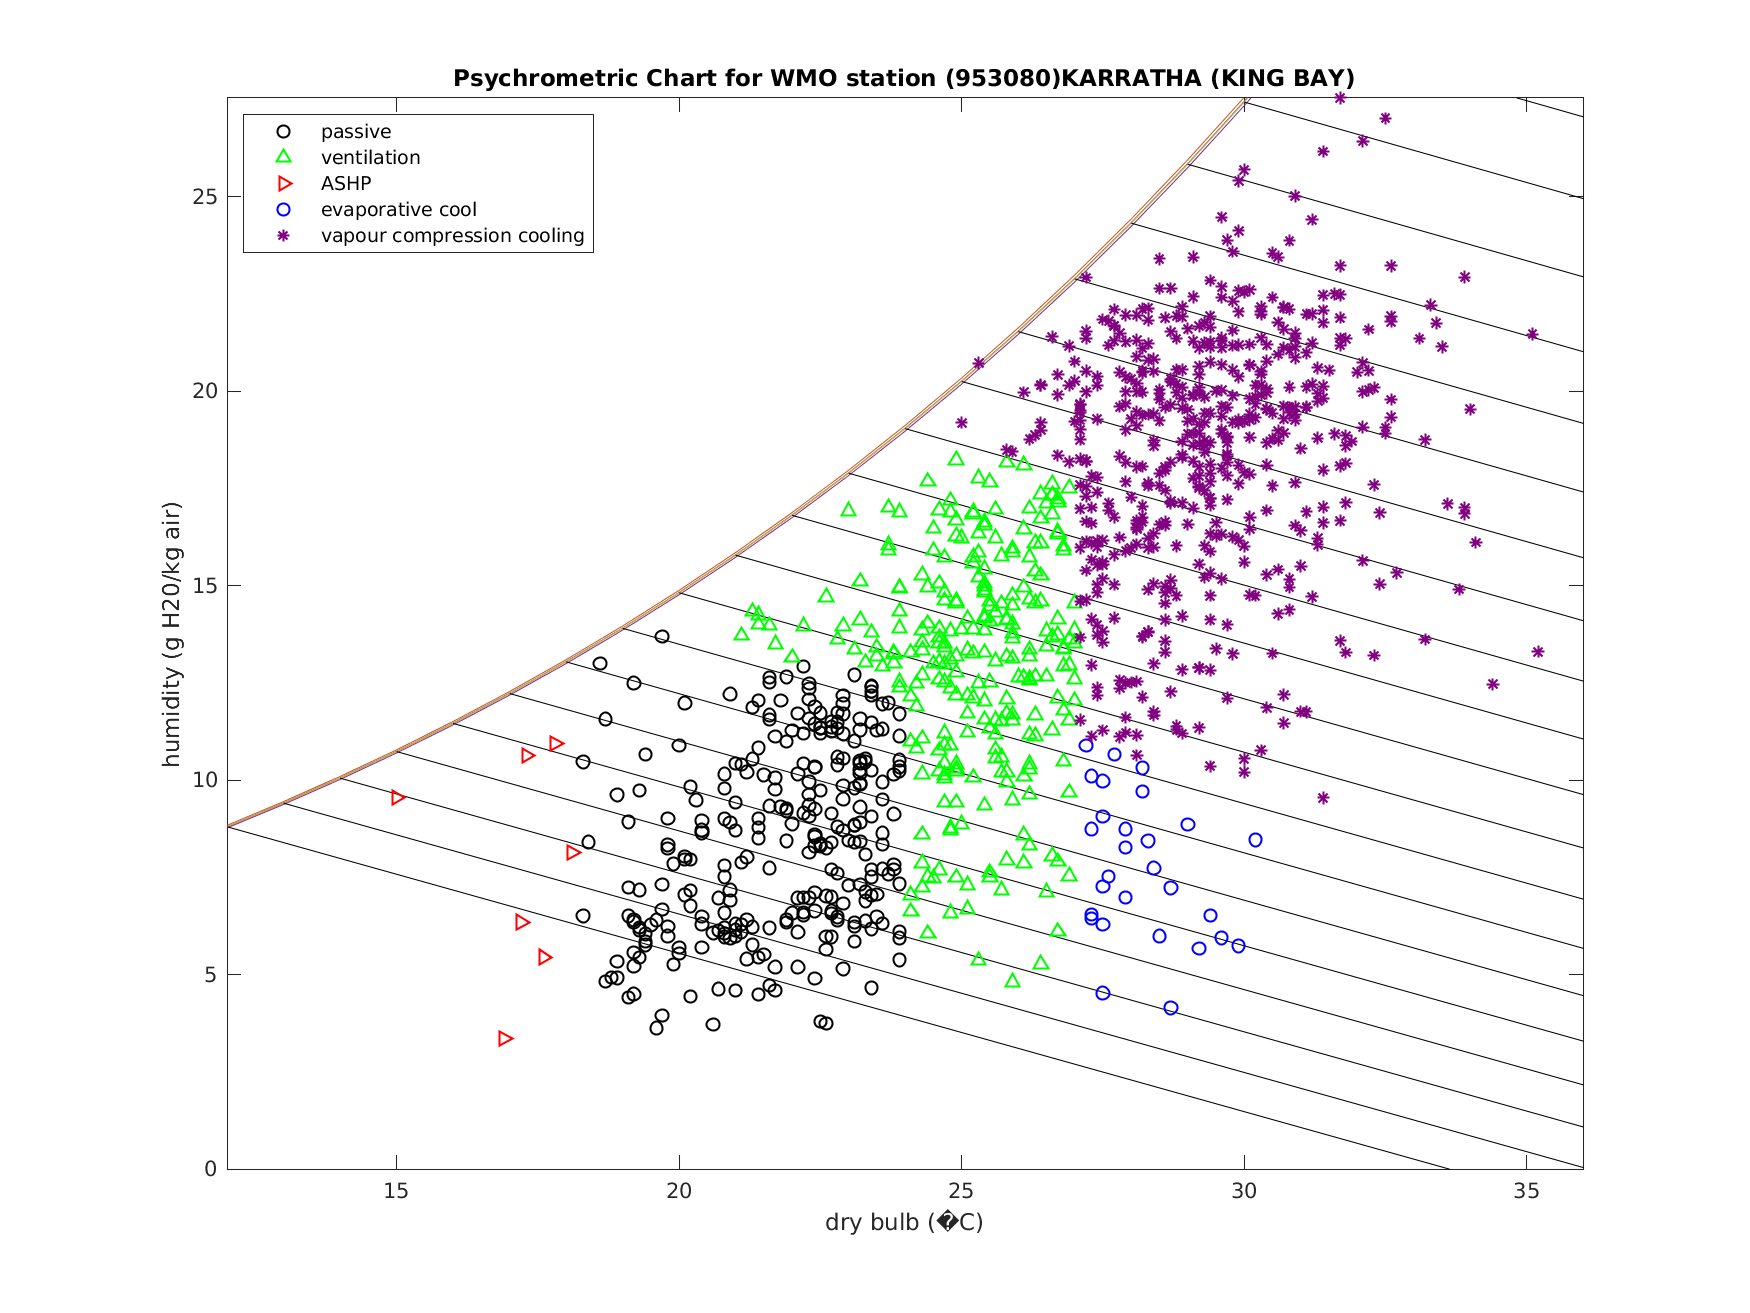 Psychrometric Chart for WMO station (953080)KARRATHA (KING BAY)
passive
ventilation
ASHP
evaporative cool
vapour compression cooling
humidity (g H20/kg air)
25
20
15
10
5
0
15
20
25
30
35
dry bulb (�C)